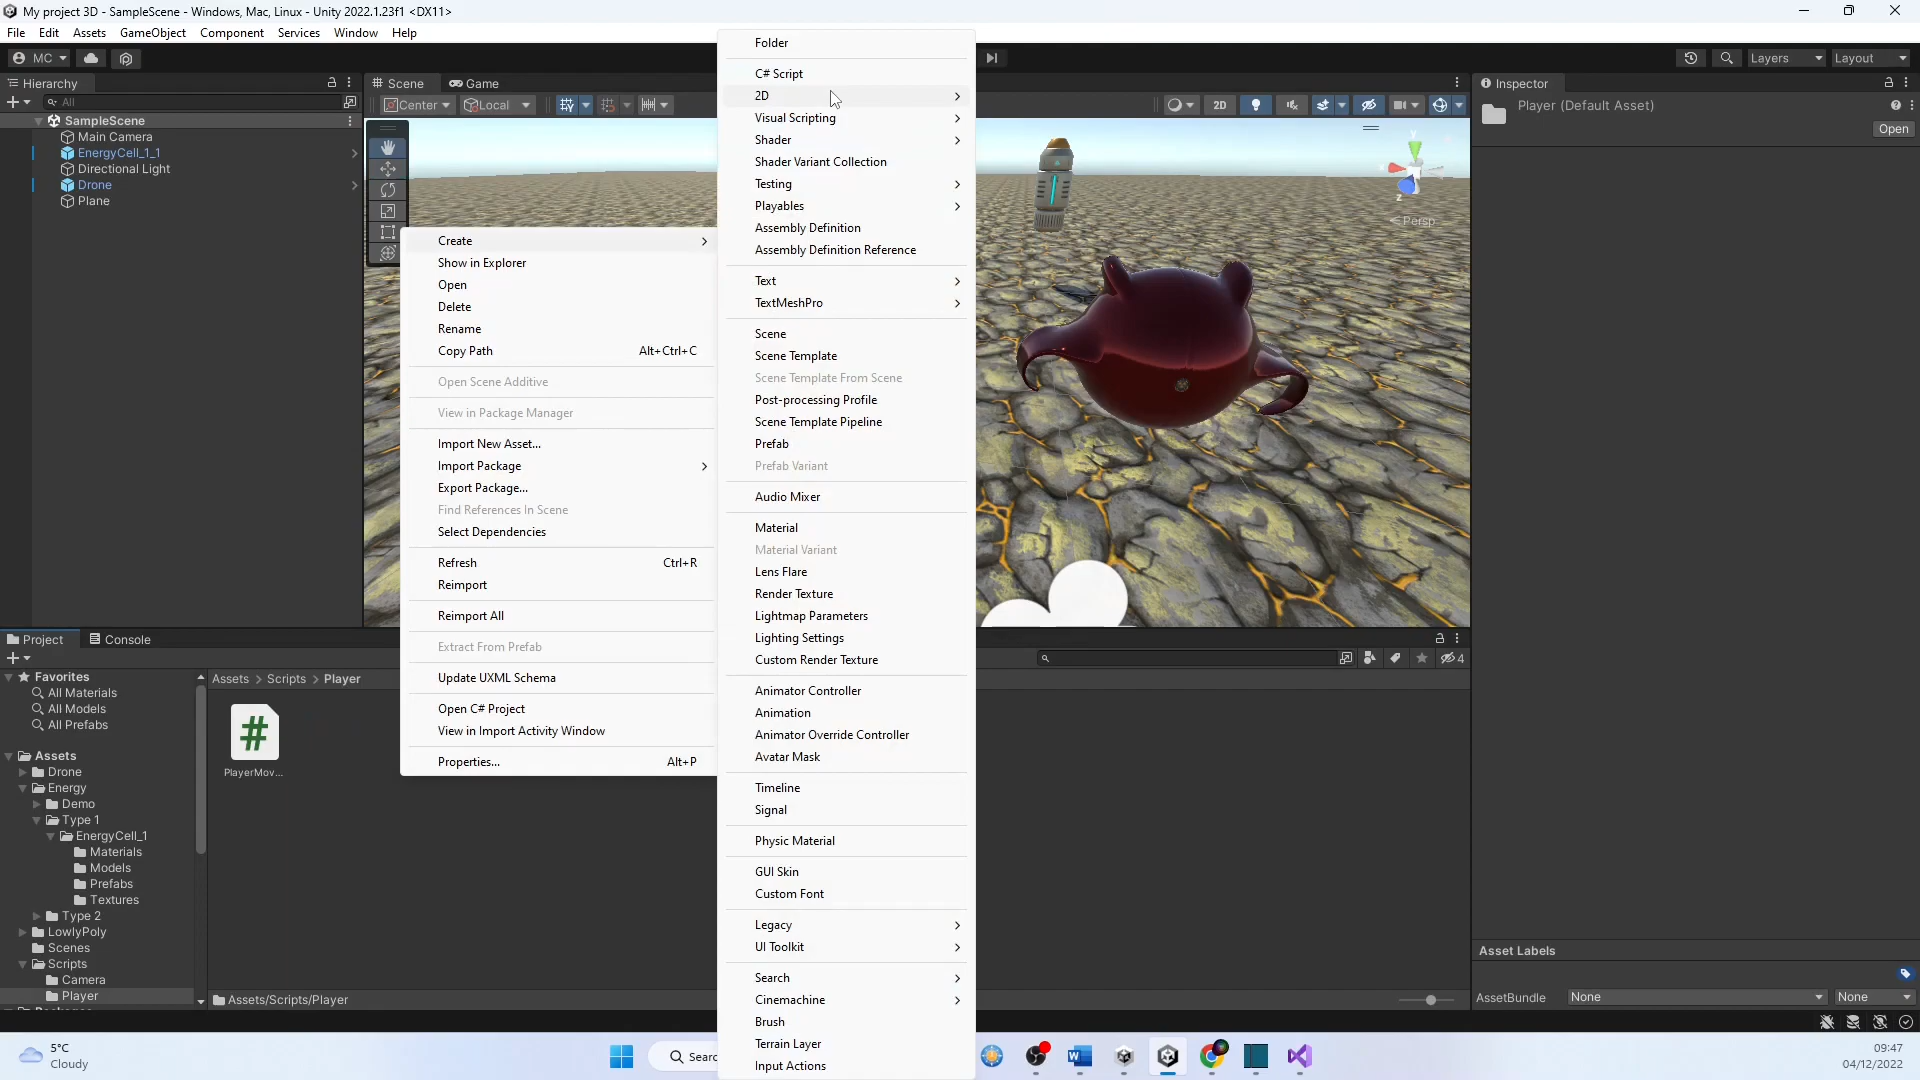 My project 3D - SampleScene - Windows, Mac, Linux - Unity 2022.1.23f1 <DX11>
File Edit Assets GameObject Component Services Window Help
MC
Layers
Layout
Hierarchy
All
SampleScene
Main Camera
EnergyCell_1_1
Directional Light
Drone
Plane
Scene
Game
Center
Local
2D
Persp
Inspector
Player (Default Asset)
Open
Create
Show in Explorer
Open
Delete
Rename
Copy Path Alt+Ctrl+C
Open Scene Additive
View in Package Manager
Import New Asset...
Import Package
Export Package...
Find References In Scene
Select Dependencies
Refresh Ctrl+R
Reimport
Reimport All
Extract From Prefab
Update UXML Schema
Open C# Project
View in Import Activity Window
Properties... Alt+P
Folder
C# Script
2D
Visual Scripting
Shader
Shader Variant Collection
Testing
Playables
Assembly Definition
Assembly Definition Reference
Text
TextMeshPro
Scene
Scene Template
Scene Template From Scene
Post-processing Profile
Scene Template Pipeline
Prefab
Prefab Variant
Audio Mixer
Material
Material Variant
Lens Flare
Render Texture
Lightmap Parameters
Lighting Settings
Custom Render Texture
Animator Controller
Animation
Animator Override Controller
Avatar Mask
Timeline
Signal
Physic Material
GUI Skin
Custom Font
Legacy
UI Toolkit
Search
Cinemachine
Brush
Terrain Layer
Input Actions
Project
Console
4
Favorites
All Materials
All Models
All Prefabs
Assets
Drone
Energy
Demo
Type 1
EnergyCell_1
Materials
Models
Prefabs
Textures
Type 2
LowlyPoly
Scenes
Scripts
Camera
Player
Assets > Scripts > Player
#
PlayerMov...
Assets/Scripts/Player
Asset Labels
AssetBundle None None
5°C
Cloudy
Searc
09:47
04/12/2022